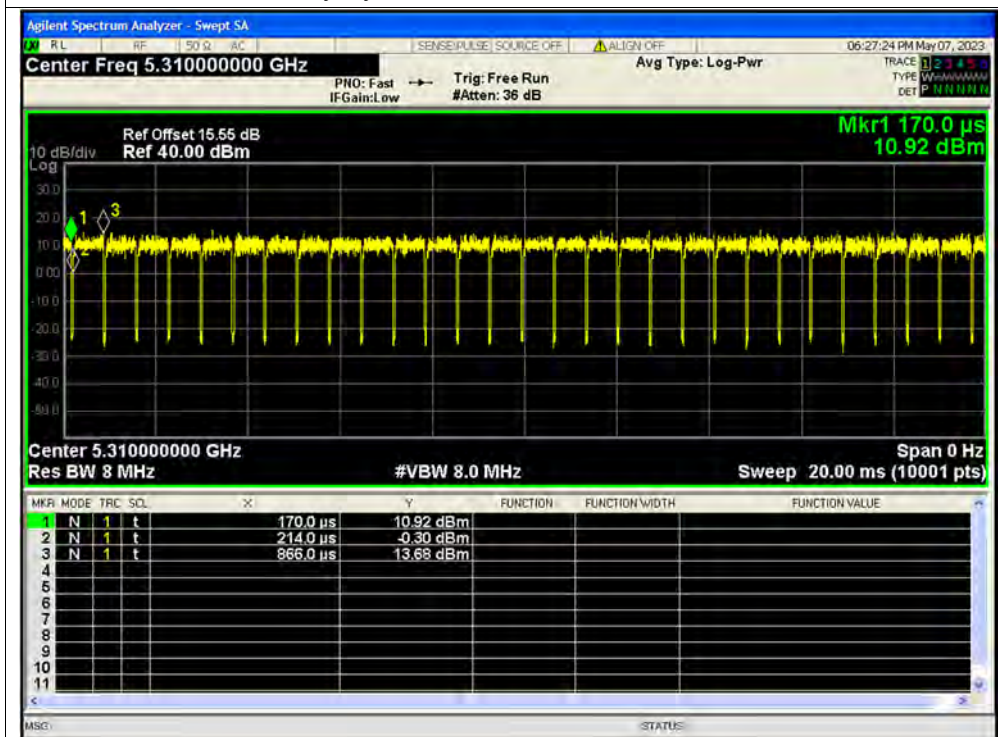 Agilent Spectrum Analyzer - Swept SA
RL RF 50 Ω AC SENSE:PULSE SOURCE OFF ALIGN OFF 06:27:24 PM May 07, 2023
Center Freq 5.310000000 GHz Avg Type: Log-Pwr TRACE 1 2 3 4 5 6
PNO: Fast Trig: Free Run TYPE
IFGain:Low #Atten: 36 dB DET P N N N N N
Mkr1 170.0 µs
Ref Offset 15.55 dB
10 dB/div Ref 40.00 dBm 10.92 dBm
Log
30.0
20.0
10.0
0.00
-10.0
-20.0
-30.0
-40.0
-50.0
1
2
3
Center 5.310000000 GHz Span 0 Hz
Res BW 8 MHz #VBW 8.0 MHz Sweep 20.00 ms (10001 pts)
MKR MODE TRC SCL X Y FUNCTION FUNCTION WIDTH FUNCTION VALUE
1 N 1 t 170.0 µs 10.92 dBm
2 N 1 t 214.0 µs -0.30 dBm
3 N 1 t 866.0 µs 13.68 dBm
4
5
6
7
8
9
10
11
MSG STATUS